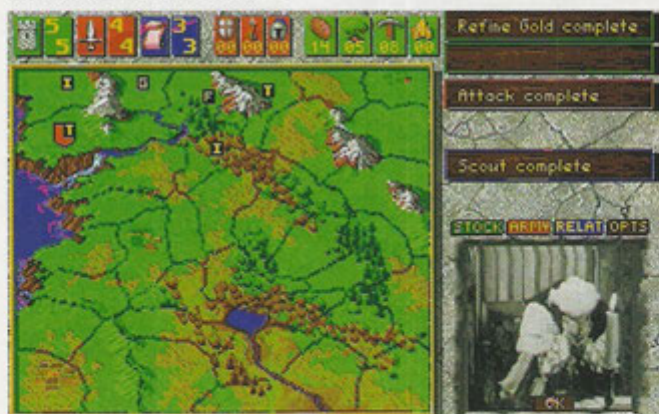 5 5 4 4 3 3 00 00 00 14 05 08 00
Refine Gold complete
Attack complete
Scout complete
I G F T
T
I
STOCK ARMY RELAT OPTS
OK